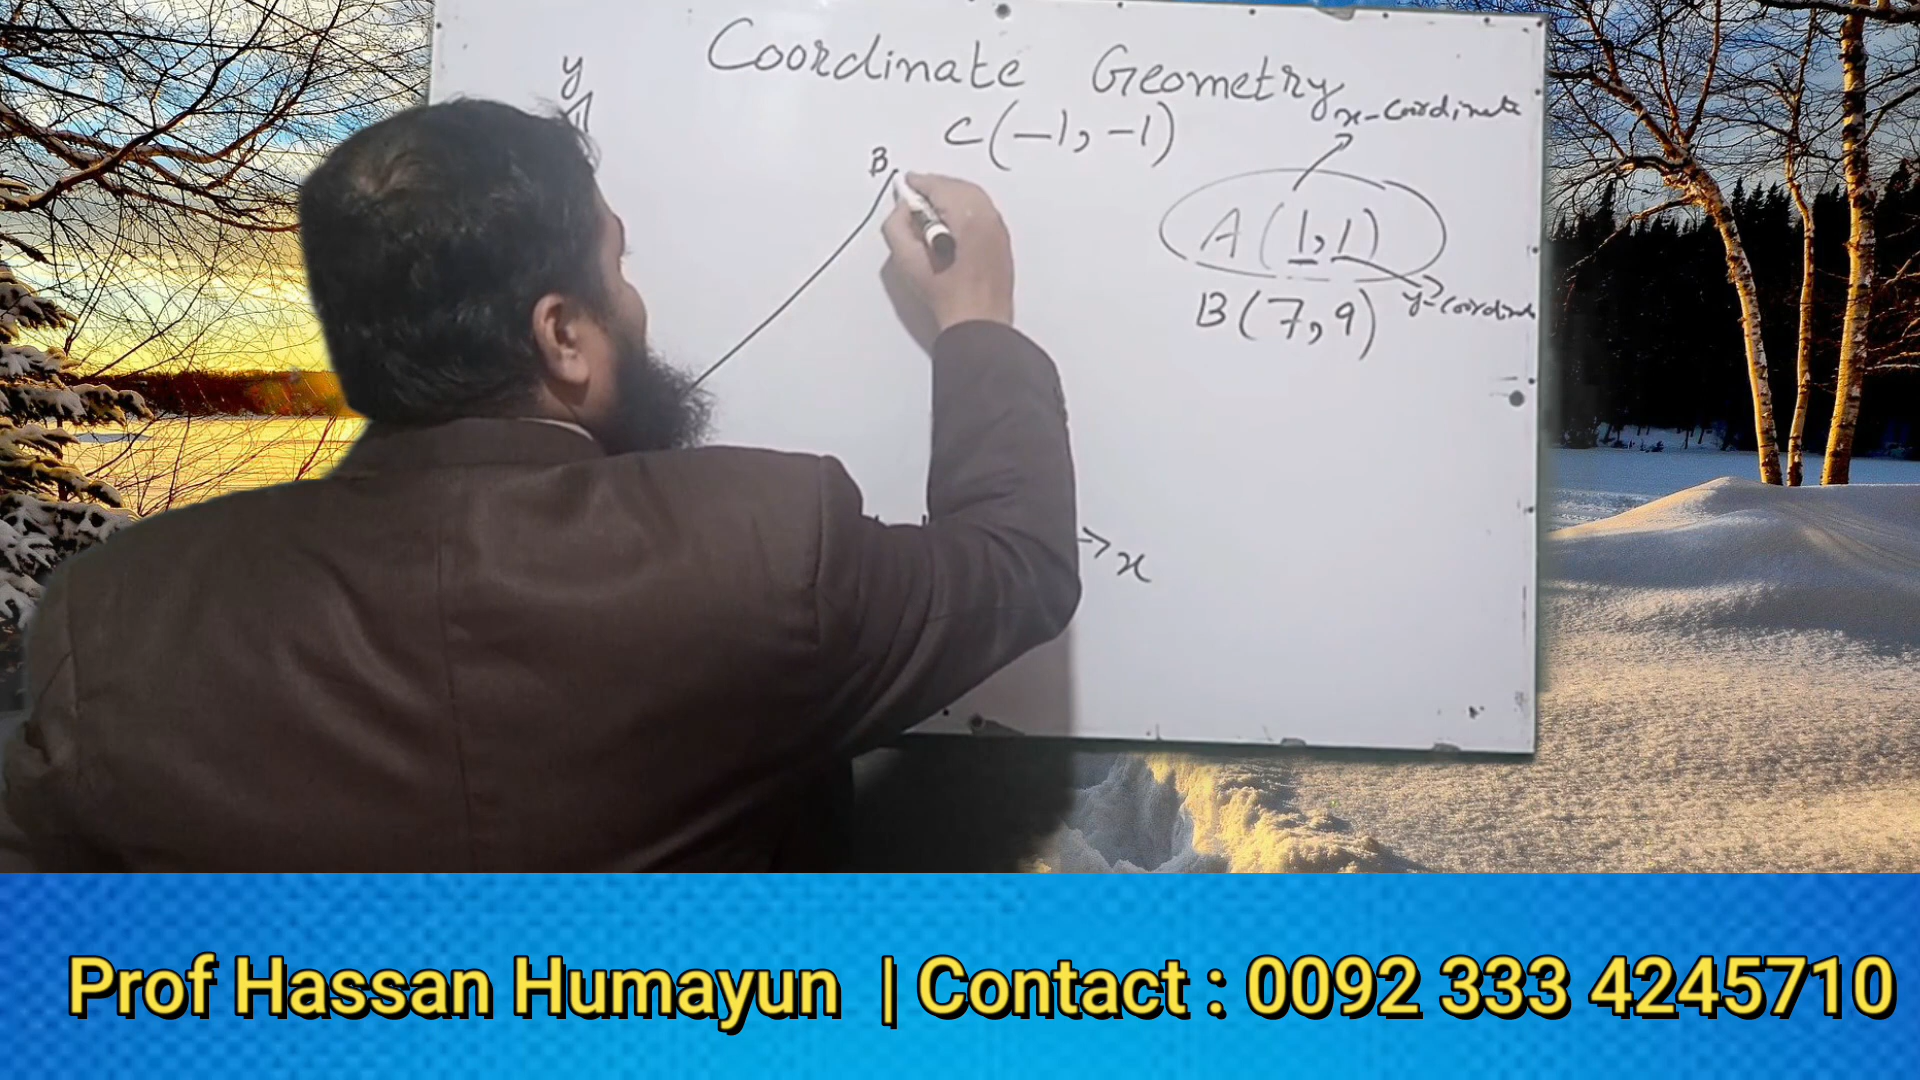 Coordinate Geometry
y
x-coordinate
C(-1,-1)
B
A(1,1)
y-coordinate
B(7,9)
x
Prof Hassan Humayun | Contact : 0092 333 4245710